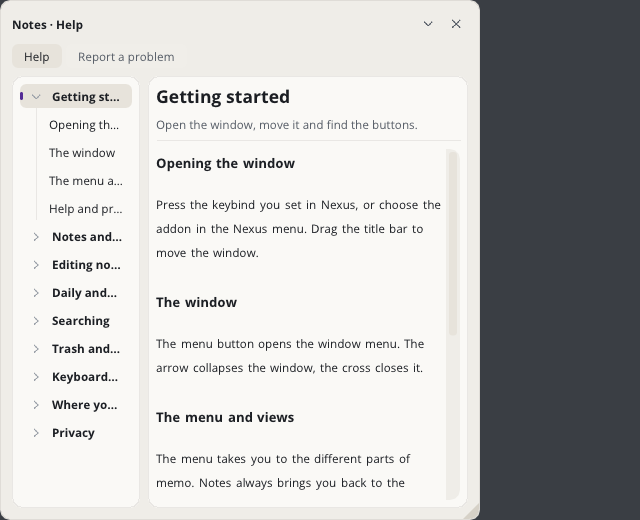 Notes · Help
Help
Report a problem
Getting st...
Opening th...
The window
The menu a...
Help and pr...
Notes and...
Editing no...
Daily and...
Searching
Trash and...
Keyboard...
Where yo...
Privacy
Getting started
Open the window, move it and find the buttons.
Opening the window
Press the keybind you set in Nexus, or choose the
addon in the Nexus menu. Drag the title bar to
move the window.
The window
The menu button opens the window menu. The
arrow collapses the window, the cross closes it.
The menu and views
The menu takes you to the different parts of
memo. Notes always brings you back to the